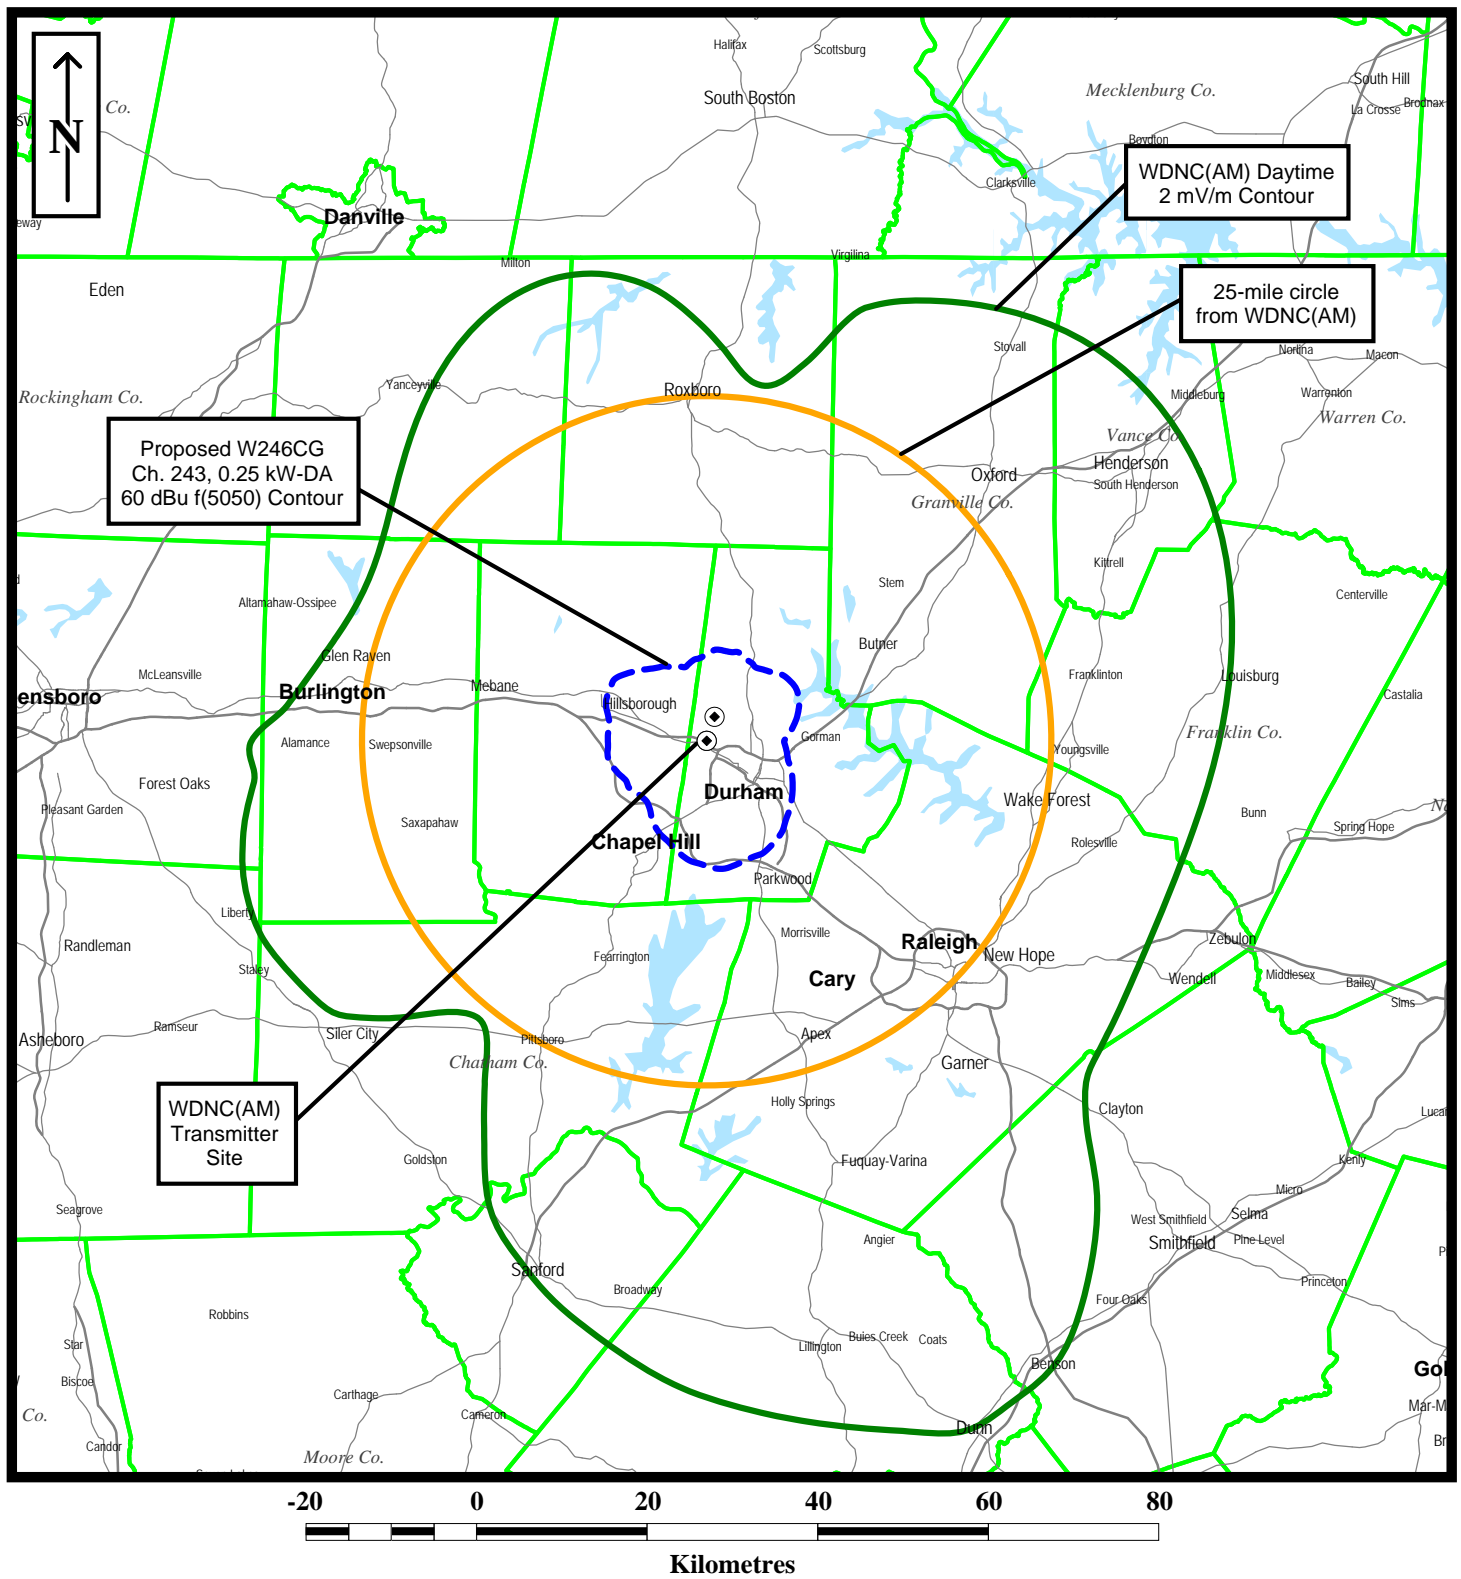 Halifax
Scottsburg
South Hill
Mecklenburg Co.
South Boston
Co.
La Crosse
Brodnax
N
Boydton
WDNC(AM) Daytime
2 mV/m Contour
Clarksville
Danville
eway
Virgilina
Milton
Eden
25-mile circle
from WDNC(AM)
Stovall
Norlina
Macon
Yanceyville
Roxboro
Middleburg
Warrenton
Rockingham Co.
Warren Co.
Vance Co.
Proposed W246CG
Ch. 243, 0.25 kW-DA
60 dBu f(5050) Contour
Henderson
Oxford
South Henderson
Granville Co.
Kittrell
Stem
Altamahaw-Ossipee
Centerville
Butner
Glen Raven
McLeansville
Franklinton
Louisburg
ensboro
Burlington
Mebane
Hillsborough
Castalia
Franklin Co.
Alamance
Swepsonville
Gorman
Youngsville
Forest Oaks
Durham
Wake Forest
Pleasant Garden
Saxapahaw
Bunn
Spring Hope
Chapel Hill
Rolesville
Parkwood
Liberty
Randleman
Morrisville
Raleigh
Zebulon
Fearrington
New Hope
Staley
Cary
Wendell
Middlesex
Bailey
Sims
Ramseur
Siler City
Apex
Asheboro
Pittsboro
Chatham Co.
Garner
WDNC(AM)
Transmitter
Site
Holly Springs
Clayton
Goldston
Fuquay-Varina
Kenly
Micro
Seagrove
West Smithfield
Selma
Angier
Smithfield
Pine Level
Sanford
Broadway
Princeton
Four Oaks
Robbins
Star
Lillington
Buies Creek
Coats
Benson
Biscoe
Carthage
Co.
Cameron
Dunn
Candor
Moore Co.
-20 0 20 40 60 80
Kilometres